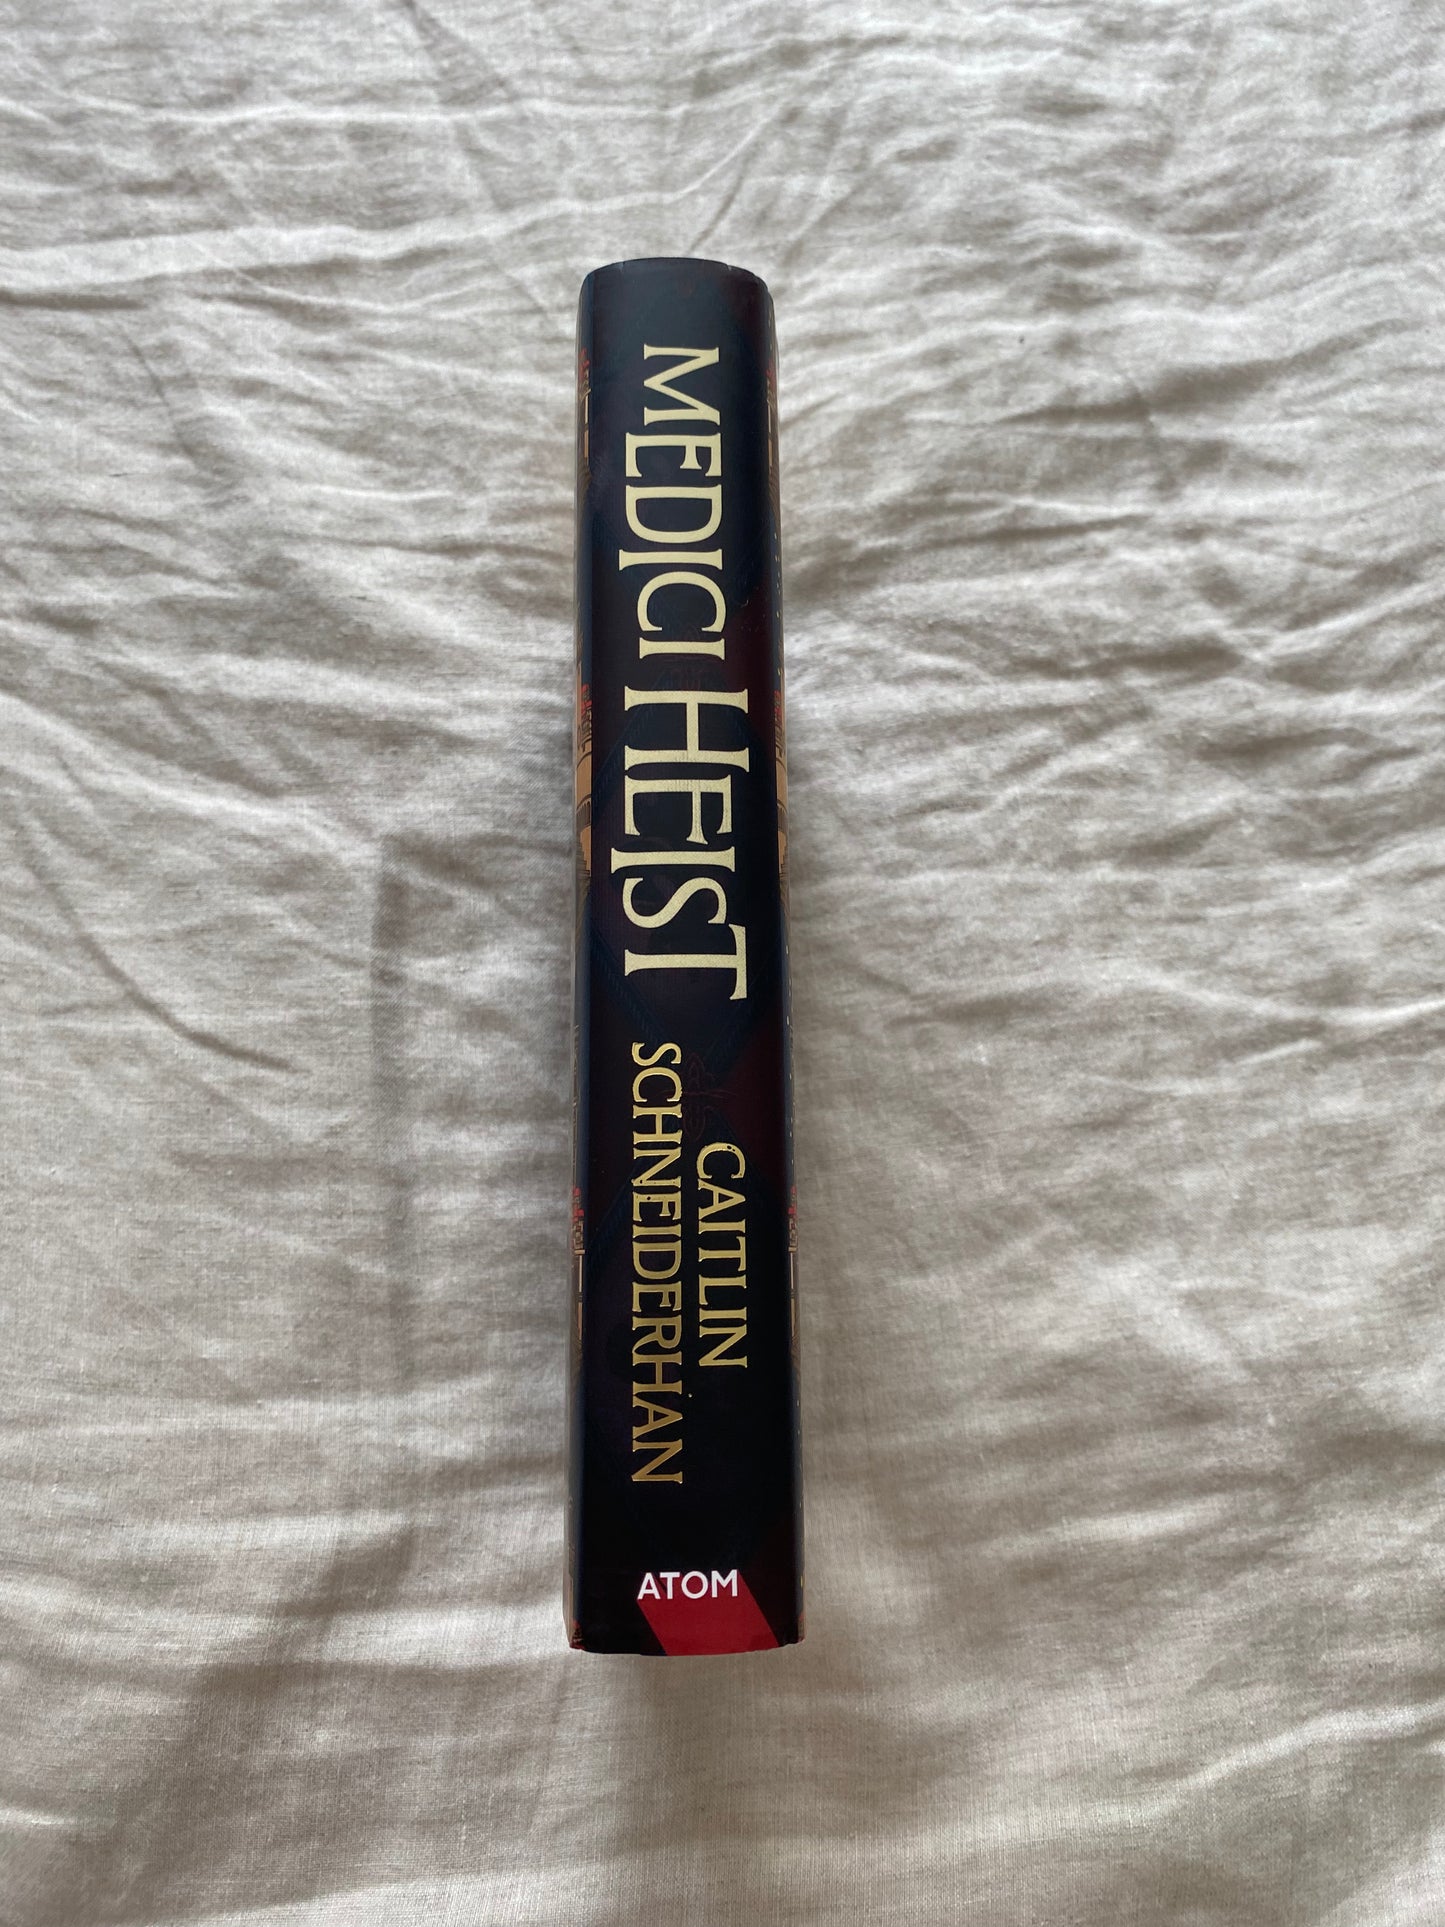 MEDICI HEIST
CAITLIN
SCHNEIDERHAN
ATOM